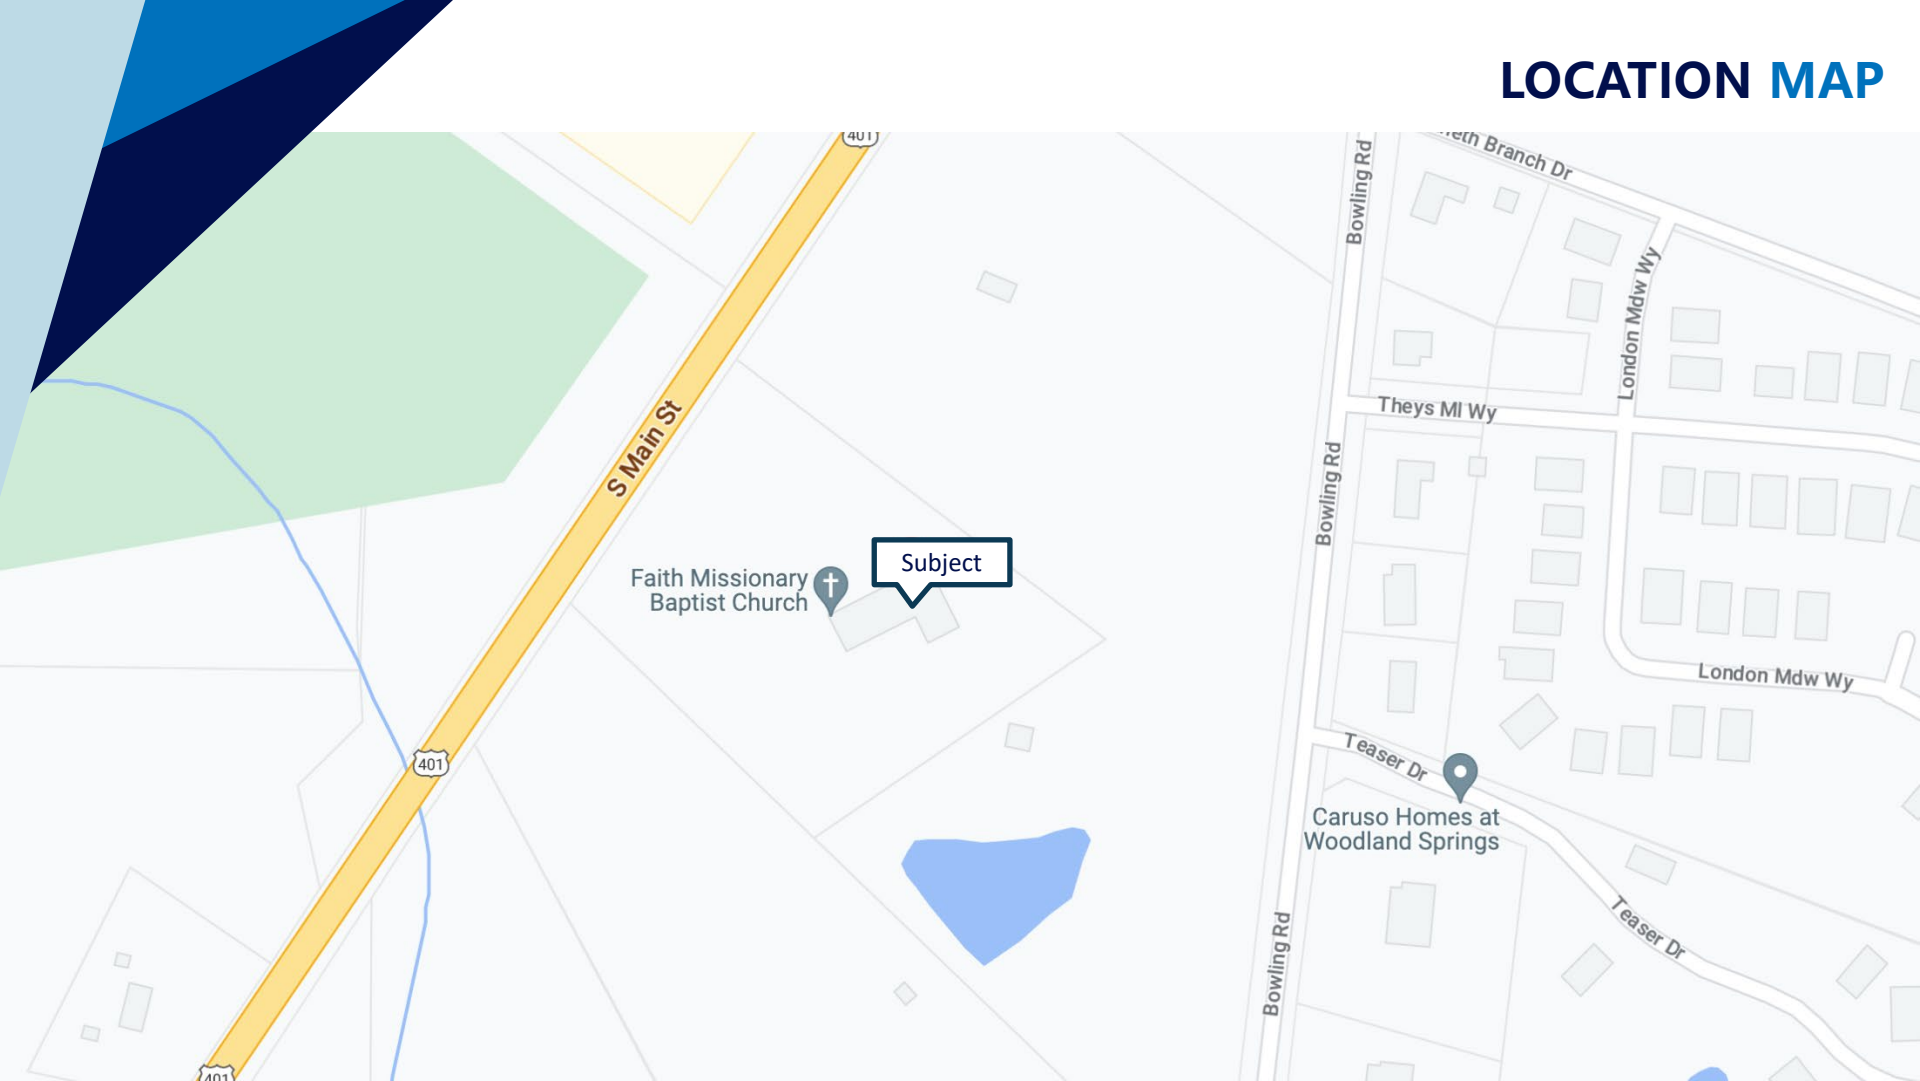 LOCATION MAP
401
Branch Dr
Bowling Rd
London Mdw Wy
S Main St
Theys Ml Wy
Bowling Rd
Subject
Faith Missionary
Baptist Church
London Mdw Wy
Teaser Dr
401
Caruso Homes at
Woodland Springs
Teaser Dr
Bowling Rd
401